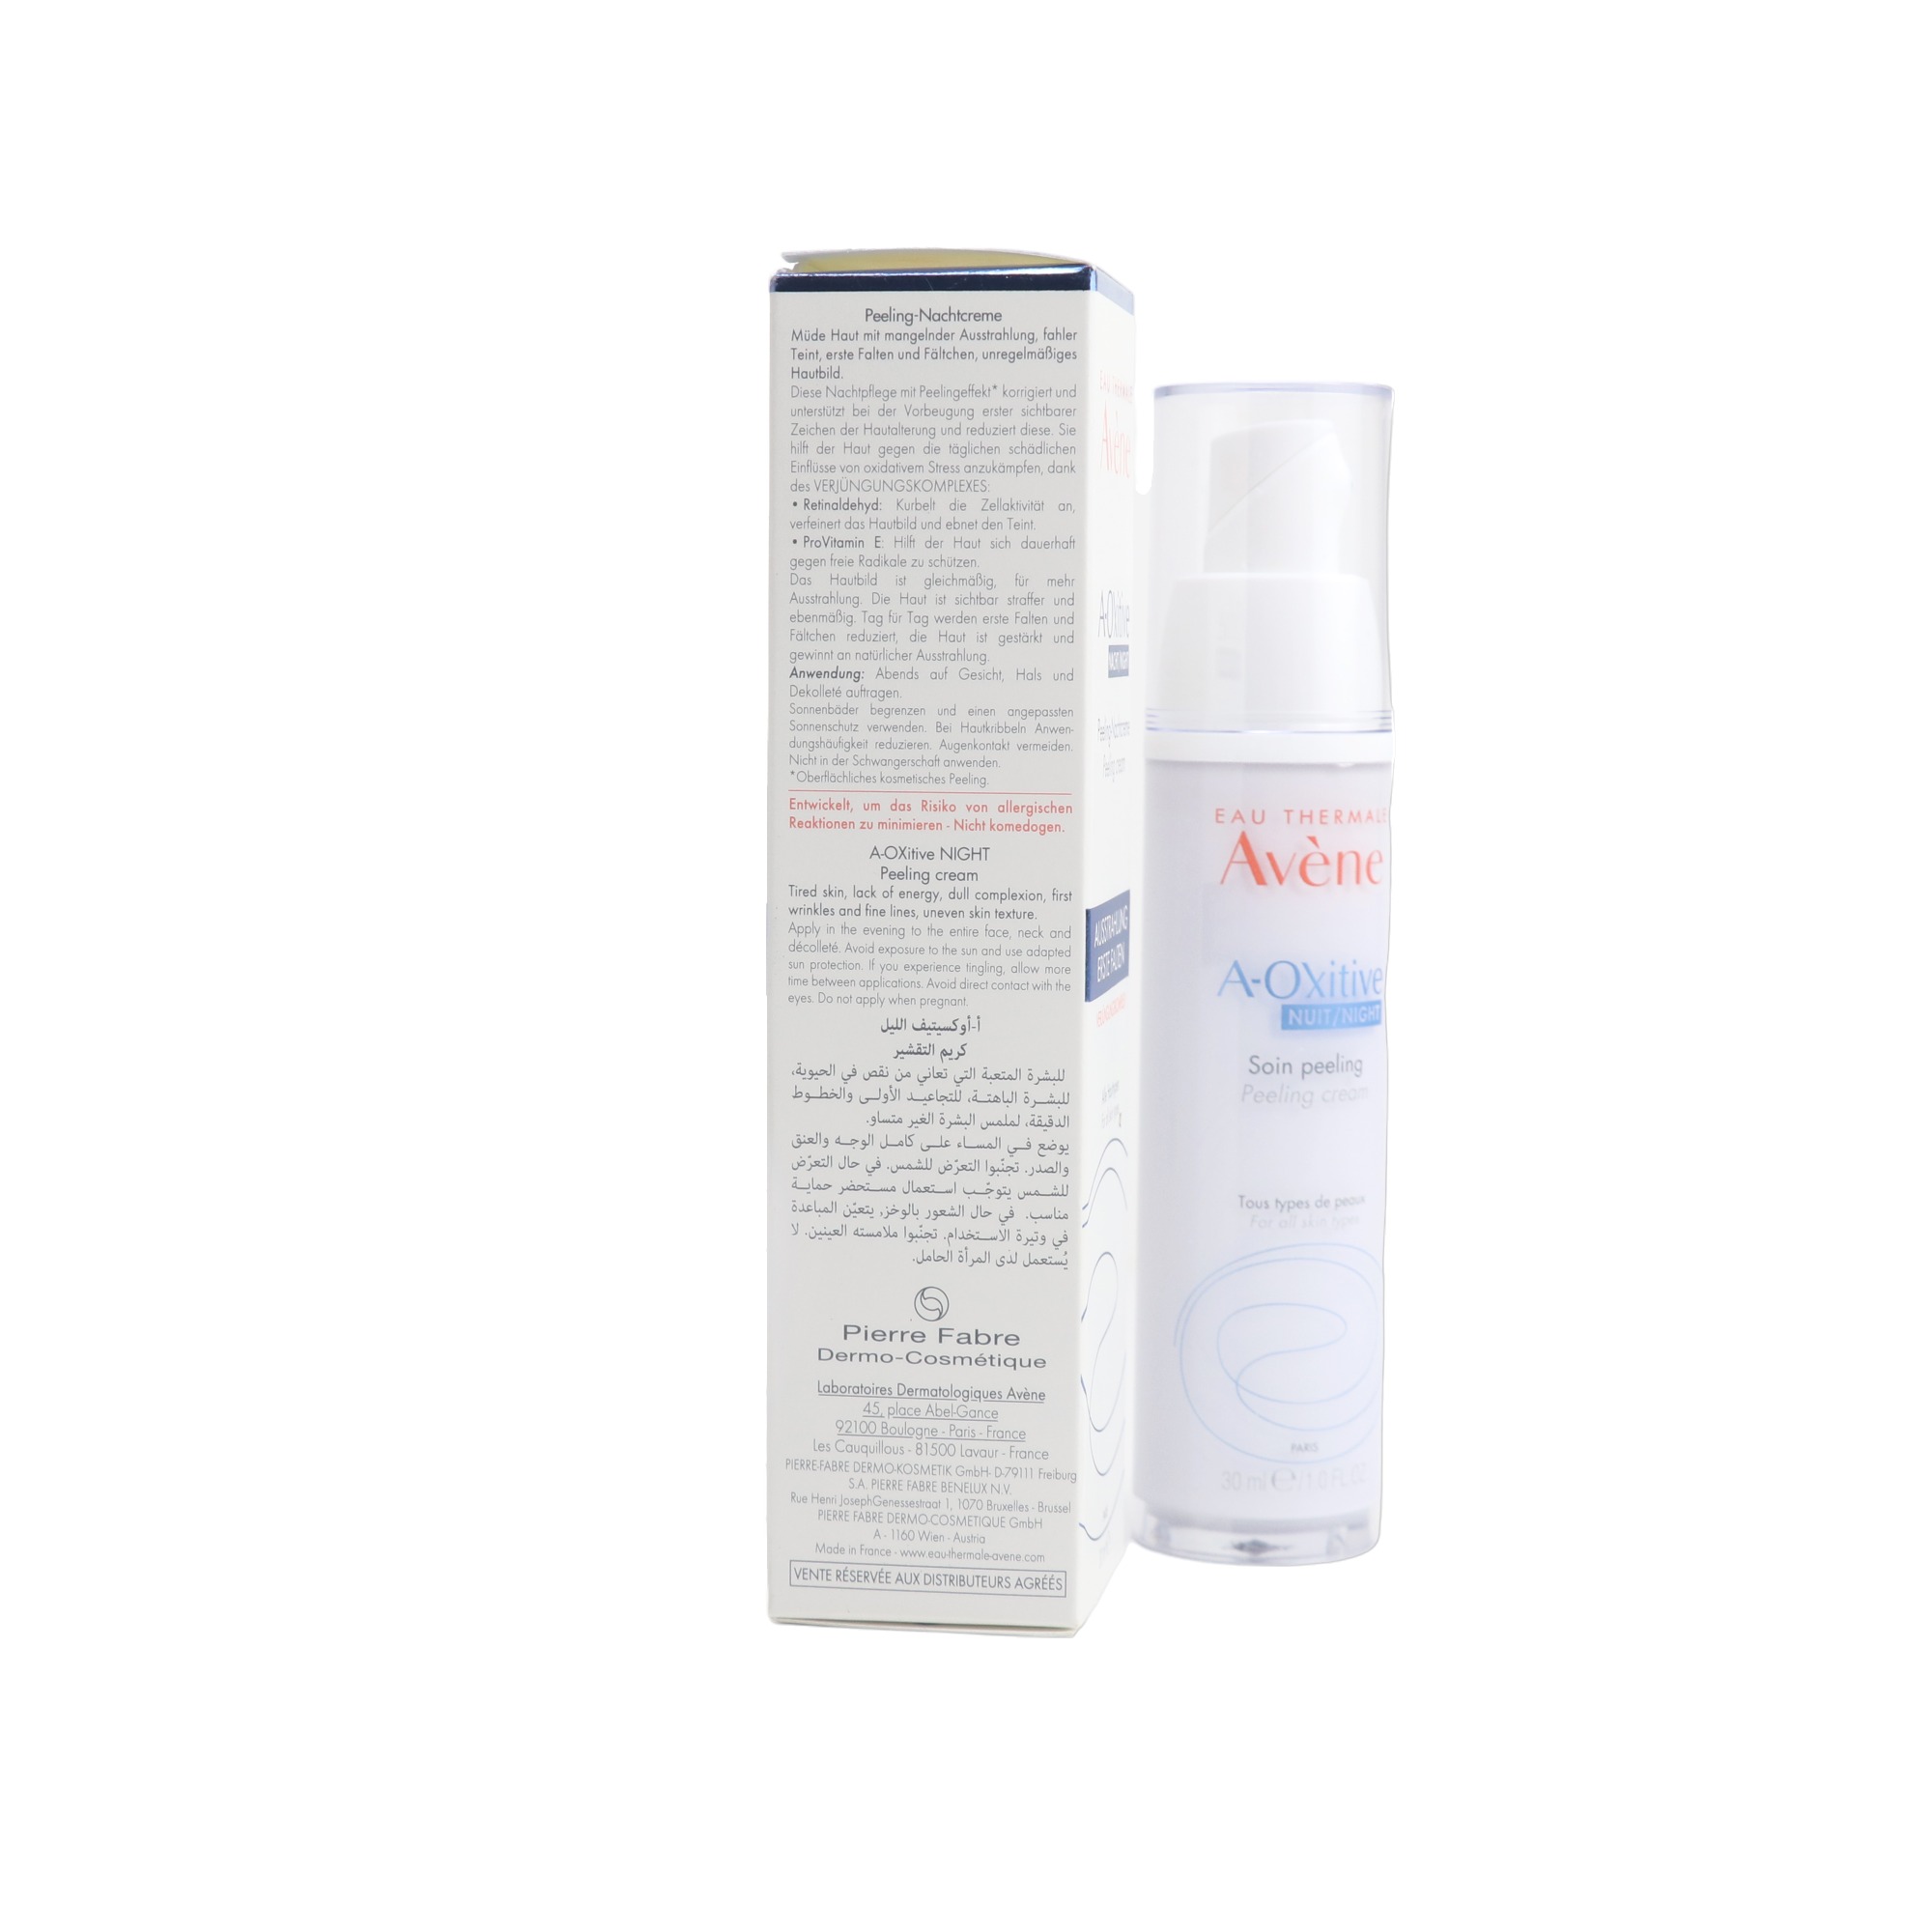 Peeling-Nachtcreme
Müde Haut mit mangelnder Ausstrahlung, fahler
Teint, erste Falten und Fältchen, unregelmäßiges
Hautbild.
Diese Nachtpflege mit Peelingeffekt* korrigiert und
unterstützt bei der Vorbeugung erster sichtbarer
Zeichen der Hautalterung und reduziert diese. Sie
hilft der Haut gegen die täglichen schädlichen
Einflüsse von oxidativem Stress anzukämpfen, dank
des VERJÜNGUNGSKOMPLEXES:
• Retinaldehyd: Kurbelt die Zellaktivität an,
verfeinert das Hautbild und ebnet den Teint.
• ProVitamin E: Hilft der Haut sich dauerhaft
gegen freie Radikale zu schützen.
Das Hautbild ist gleichmäßig, für mehr
Ausstrahlung. Die Haut ist sichtbar straffer und
ebenmäßig. Tag für Tag werden erste Falten und
Fältchen reduziert, die Haut ist gestärkt und
gewinnt an natürlicher Ausstrahlung.
Anwendung: Abends auf Gesicht, Hals und
Dekolleté auftragen.
Sonnenbäder begrenzen und einen angepassten
Sonnenschutz verwenden. Bei Hautkribbeln Anwen-
dungshäufigkeit reduzieren. Augenkontakt vermeiden.
Nicht in der Schwangerschaft anwenden.
*Oberflächliches kosmetisches Peeling.
Entwickelt, um das Risiko von allergischen
Reaktionen zu minimieren - Nicht komedogen.
A-OXitive NIGHT
Peeling cream
Tired skin, lack of energy, dull complexion, first
wrinkles and fine lines, uneven skin texture.
Apply in the evening to the entire face, neck and
décolleté. Avoid exposure to the sun and use adapted
sun protection. If you experience tingling, allow more
time between applications. Avoid direct contact with the
eyes. Do not apply when pregnant.
أ-أوكسيتيف الليل
كريم التقشير
للبشرة المتعبة التي تعاني من نقص في الحيوية،
للبشرة الباهتة، للتجاعيد الأولى والخطوط
الدقيقة، لملمس البشرة الغير متساو.
يوضع في المساء على كامل الوجه والعنق
والصدر. تجنّبوا التعرّض للشمس. في حال التعرّض
للشمس يتوجّب استعمال مستحضر حماية
مناسب. في حال الشعور بالوخز، يتعيّن المباعدة
في وتيرة الاستخدام. تجنّبوا ملامسته العينين. لا
يُستعمل لدى المرأة الحامل.
Pierre Fabre
Dermo-Cosmétique
Laboratoires Dermatologiques Avène
45, place Abel-Gance
92100 Boulogne - Paris - France
Les Cauquillous - 81500 Lavaur - France
PIERRE-FABRE DERMO-KOSMETIK GmbH- D-79111 Freiburg
S.A. PIERRE FABRE BENELUX N.V.
Rue Henri JosephGenessestraat 1, 1070 Bruxelles - Brussel
PIERRE FABRE DERMO-COSMETIQUE GmbH
A - 1160 Wien - Austria
Made in France - www.eau-thermale-avene.com
VENTE RÉSERVÉE AUX DISTRIBUTEURS AGRÉÉS
EAU THERMALE
Avène
A-OXitive
NACHT/NIGHT
Peeling-Nachtcreme
Peeling cream
AUSSTRAHLUNG
ERSTE FALTEN
EAU THERMALE
Avène
A-OXitive
NUIT/NIGHT
Soin peeling
Peeling cream
Tous types de peaux
For all skin types
PARIS
30 ml e / 1.0 FL.OZ